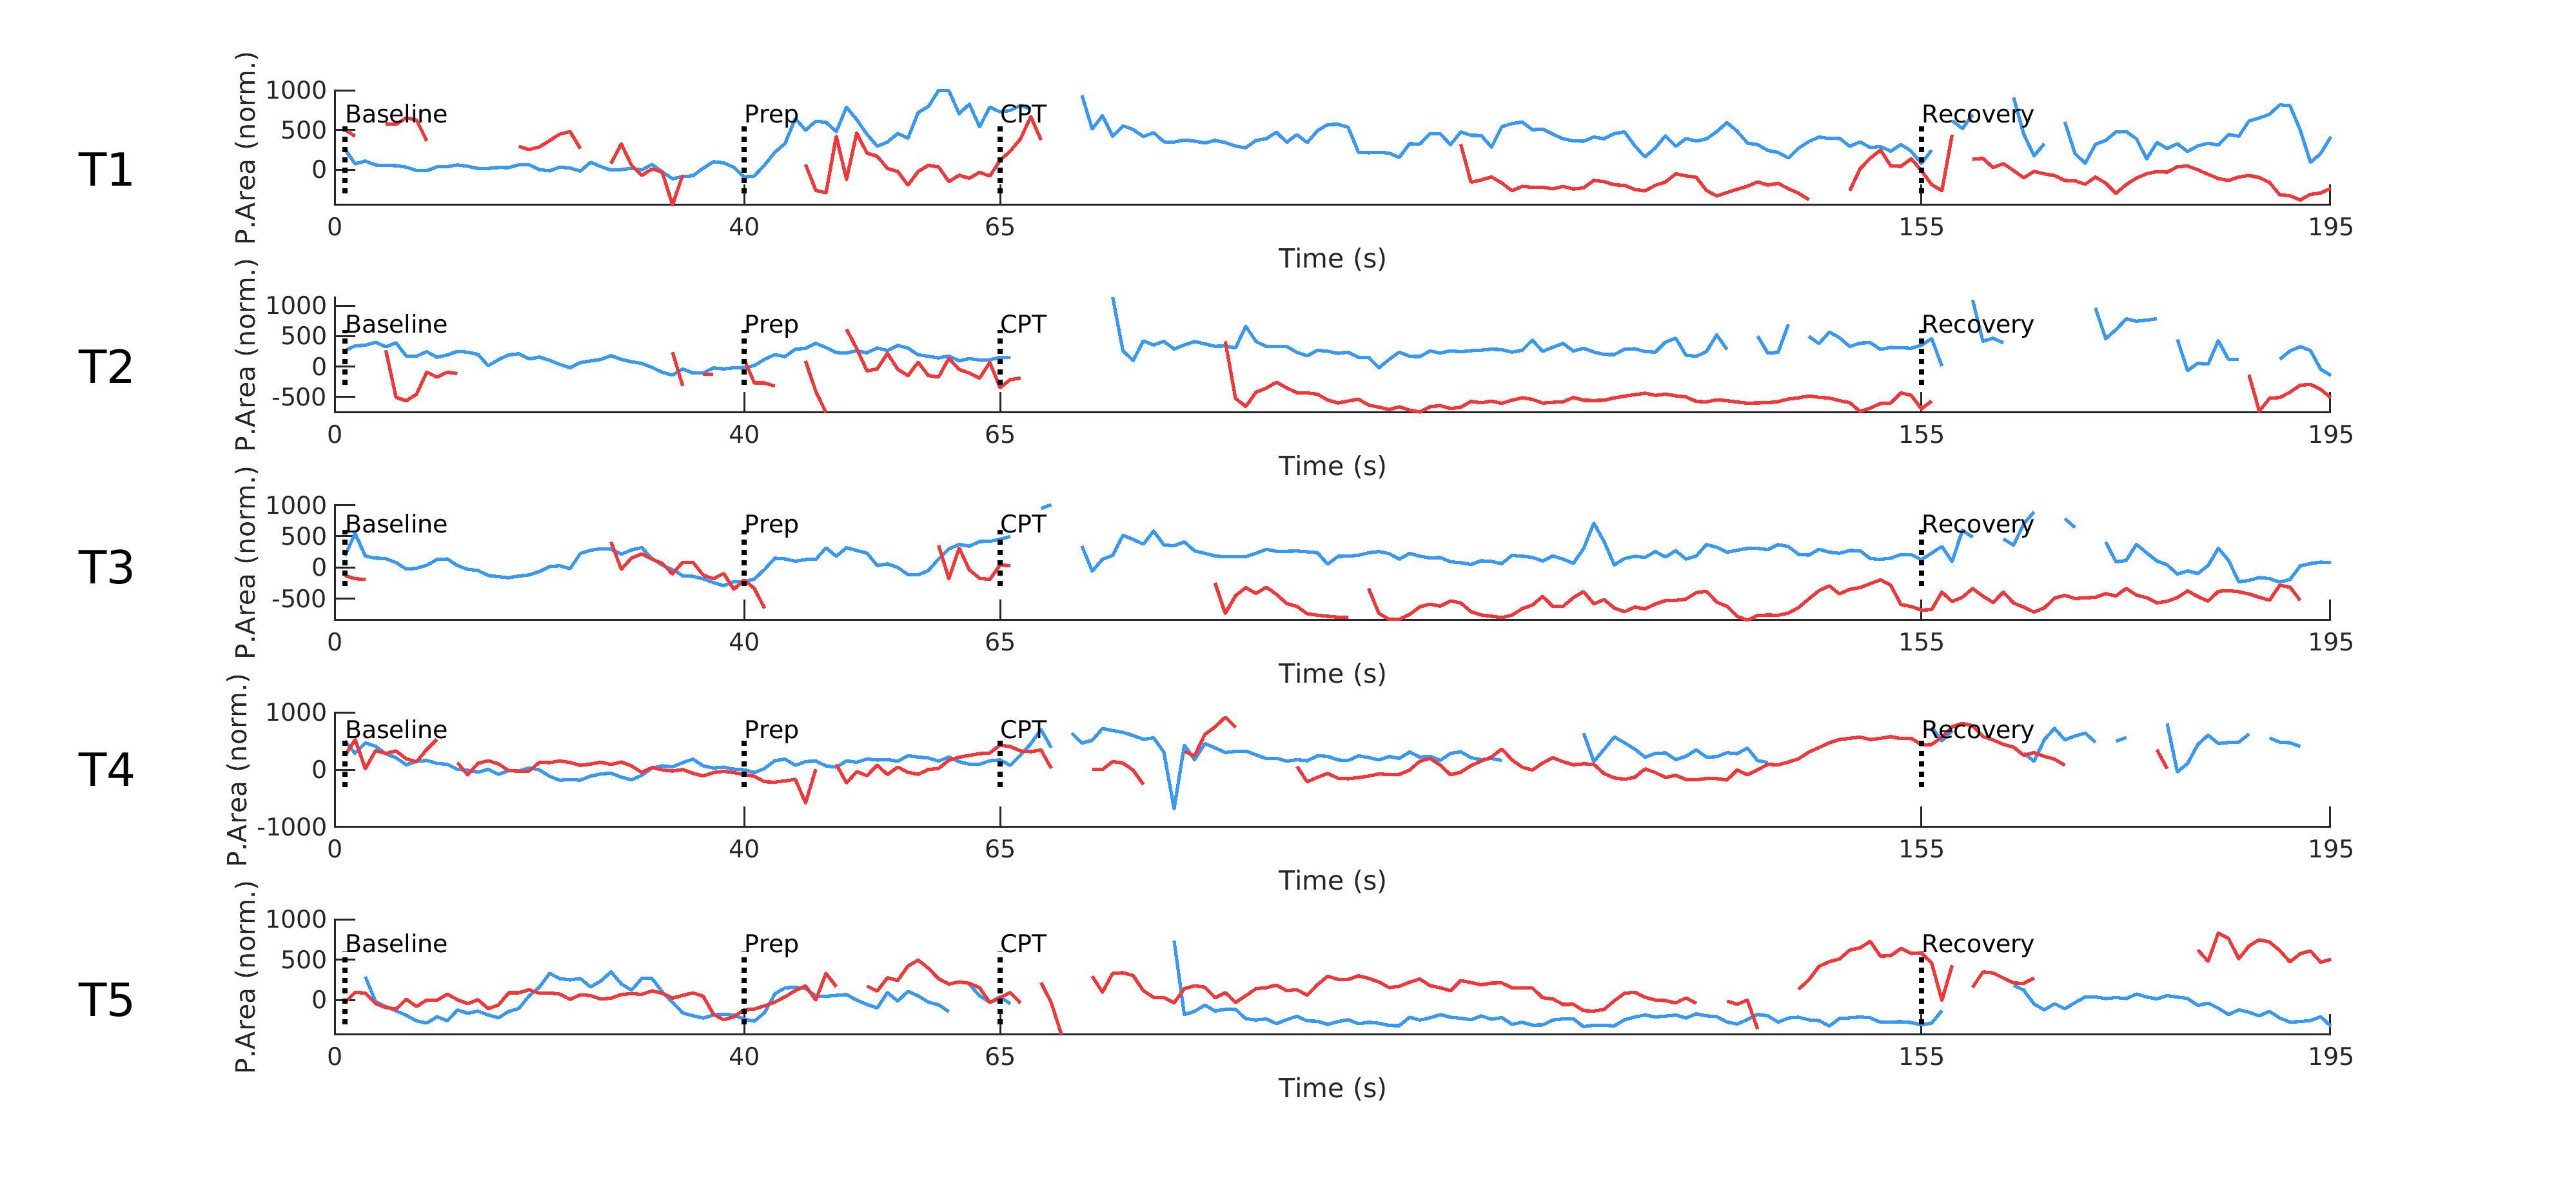 P.Area (norm.)
1000
500
0
Baseline
Prep
CPT
Recovery
T1
0
40
65
155
195
Time (s)
P.Area (norm.)
1000
500
0
-500
Baseline
Prep
CPT
Recovery
T2
0
40
65
155
195
Time (s)
P.Area (norm.)
1000
500
0
-500
Baseline
Prep
CPT
Recovery
T3
0
40
65
155
195
Time (s)
P.Area (norm.)
1000
0
-1000
Baseline
Prep
CPT
Recovery
T4
0
40
65
155
195
Time (s)
P.Area (norm.)
1000
500
0
Baseline
Prep
CPT
Recovery
T5
0
40
65
155
195
Time (s)